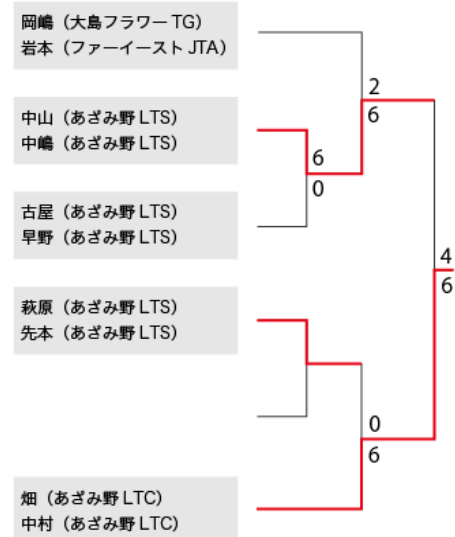 岡嶋（大島フラワー TG）
岩本（ファーイースト JTA）
2
6
中山（あざみ野 LTS）
中嶋（あざみ野 LTS）
6
0
古屋（あざみ野 LTS）
早野（あざみ野 LTS）
4
6
萩原（あざみ野 LTS）
先本（あざみ野 LTS）
0
6
畑（あざみ野 LTC）
中村（あざみ野 LTC）